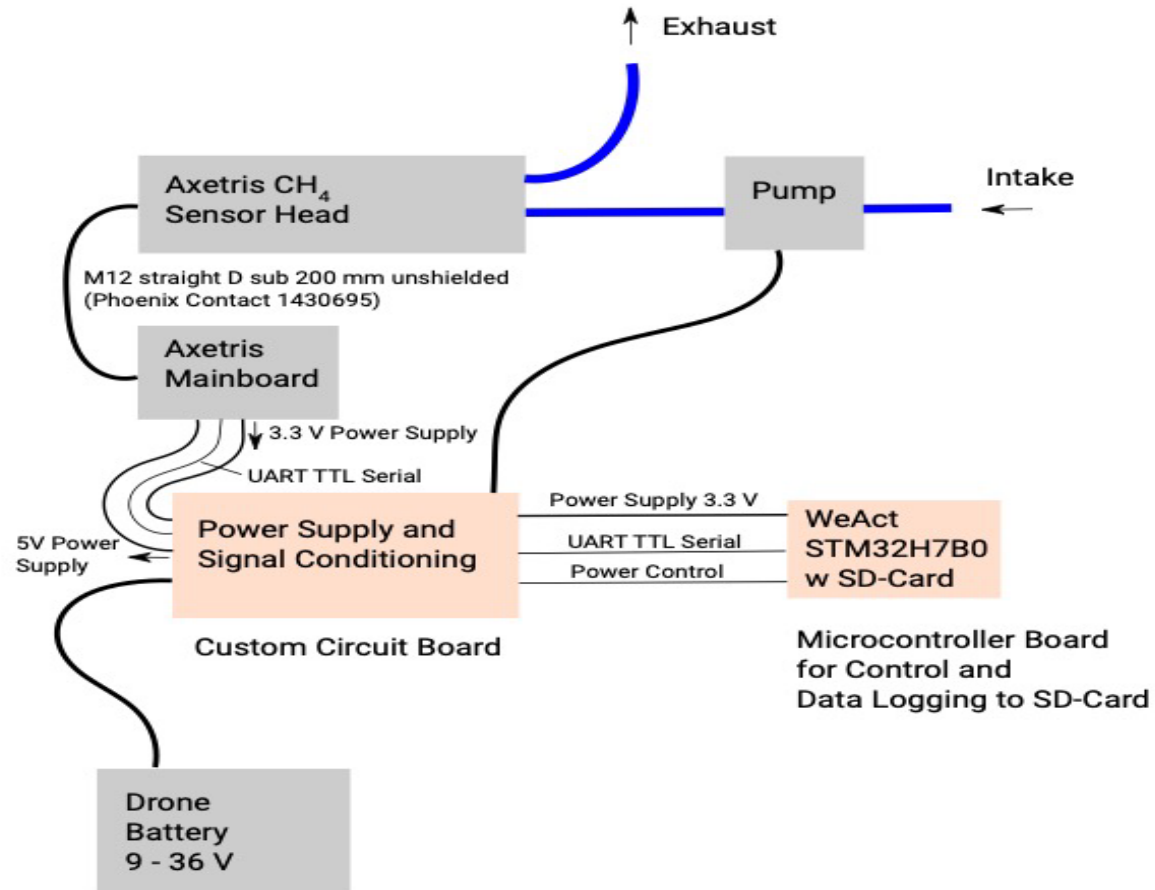 Exhaust
Axetris CH₄
Sensor Head
Pump
Intake
M12 straight D sub 200 mm unshielded
(Phoenix Contact 1430695)
Axetris
Mainboard
3.3 V Power Supply
UART TTL Serial
5V Power
Supply
Power Supply and
Signal Conditioning
Power Supply 3.3 V
UART TTL Serial
Power Control
WeAct
STM32H7B0
w SD-Card
Custom Circuit Board
Microcontroller Board
for Control and
Data Logging to SD-Card
Drone
Battery
9 - 36 V